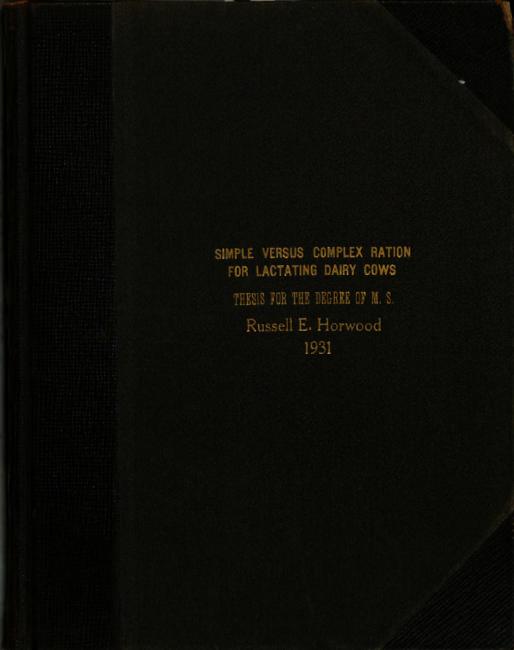 SIMPLE VERSUS COMPLEX RATION
FOR LACTATING DAIRY COWS
THESIS FOR THE DEGREE OF M. S.
Russell E. Horwood
1931